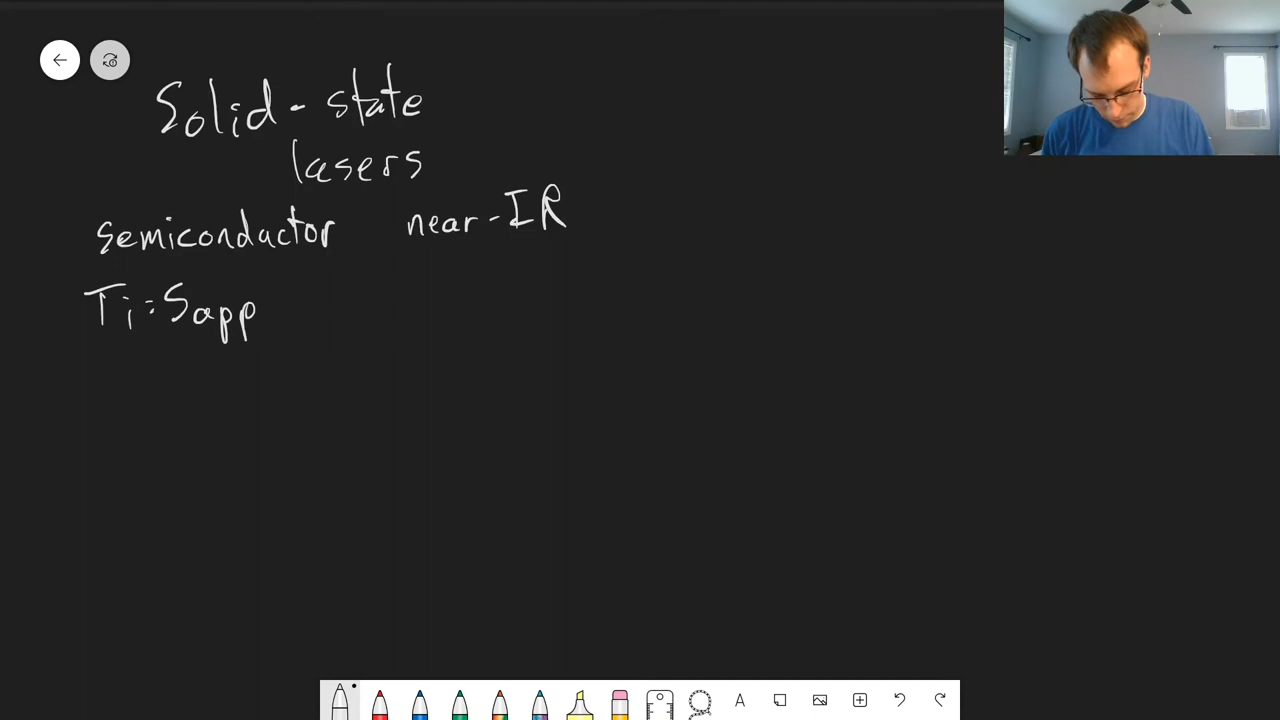 Solid-state
lasers
semiconductor near-IR
Ti:Sapp
A